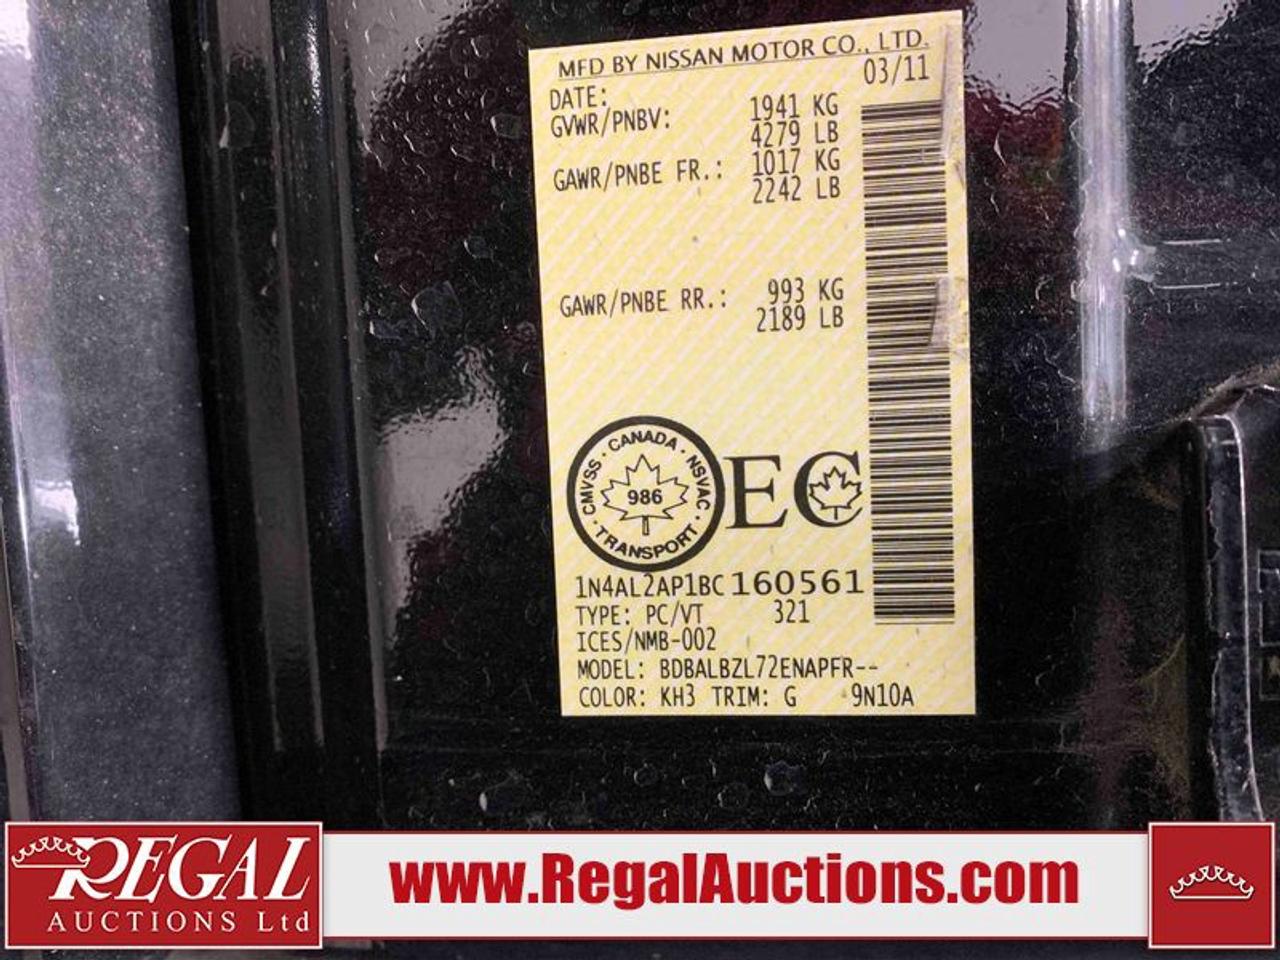 MFD BY NISSAN MOTOR CO., LTD.
DATE: 03/11
GVWR/PNBV: 1941 KG
4279 LB
GAWR/PNBE FR.: 1017 KG
2242 LB
GAWR/PNBE RR.: 993 KG
2189 LB
CANADA · NSVAC · TRANSPORT · CMVSS ·
986
EC
1N4AL2AP1BC160561
TYPE: PC/VT 321
ICES/NMB-002
MODEL: BDBALBZL72ENAPFR--
COLOR: KH3 TRIM: G 9N10A
REGAL
AUCTIONS Ltd
www.RegalAuctions.com